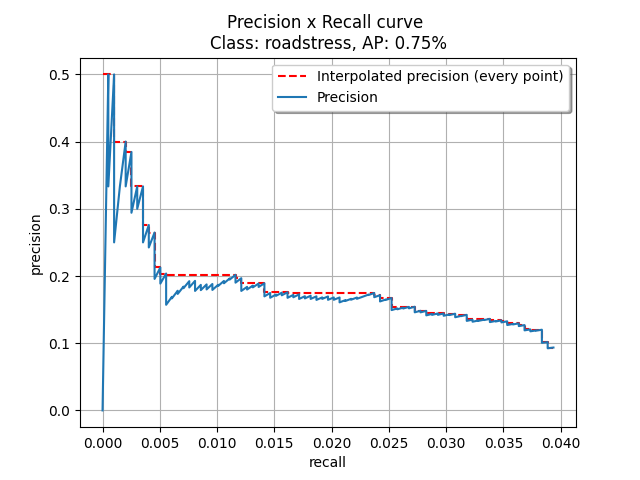 Precision x Recall curve
Class: roadstress, AP: 0.75%
Interpolated precision (every point)
Precision
0.5
0.4
0.3
0.2
0.1
0.0
precision
0.000 0.005 0.010 0.015 0.020 0.025 0.030 0.035 0.040
recall